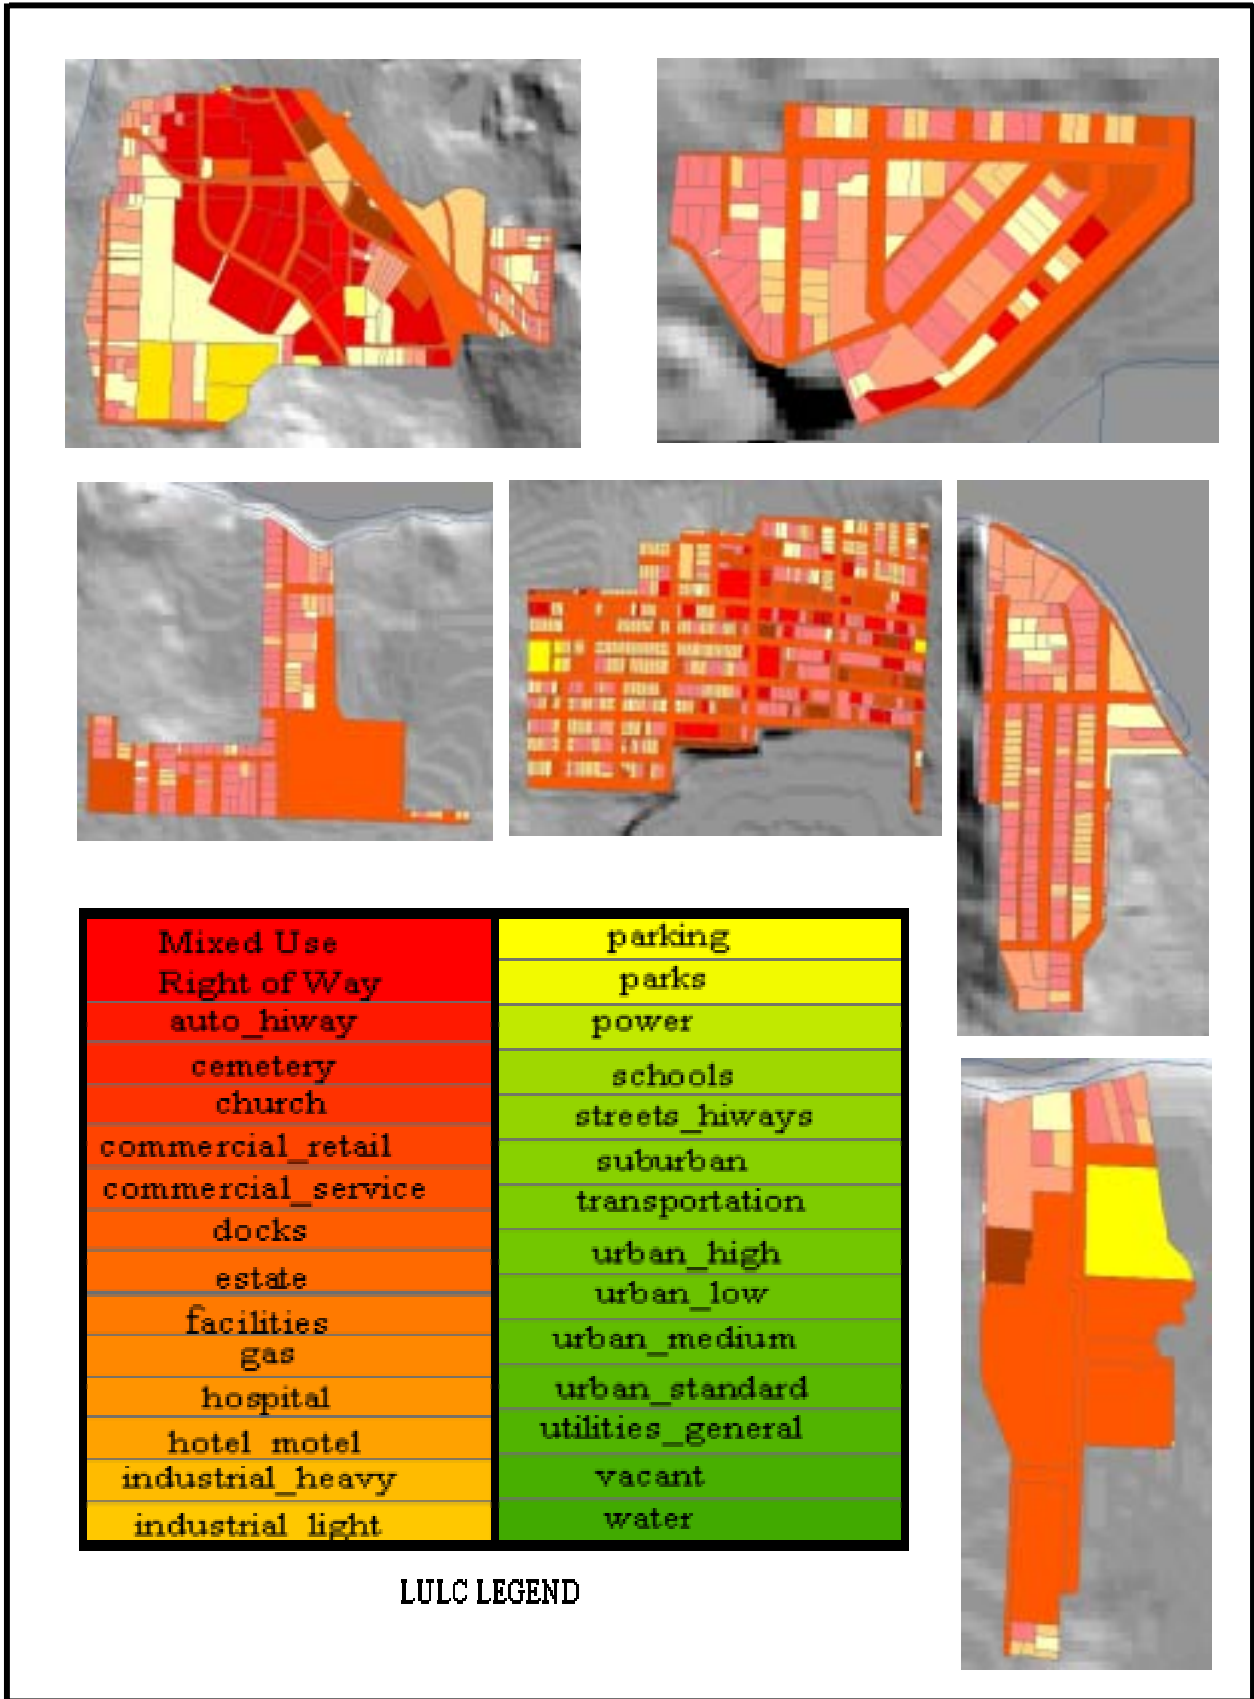 Mixed Use
Right of Way
auto_hiway
cemetery
church
commercial_retail
commercial_service
docks
estate
facilities
gas
hospital
hotel_motel
industrial_heavy
industrial_light
parking
parks
power
schools
streets_hiways
suburban
transportation
urban_high
urban_low
urban_medium
urban_standard
utilities_general
vacant
water
LULC LEGEND